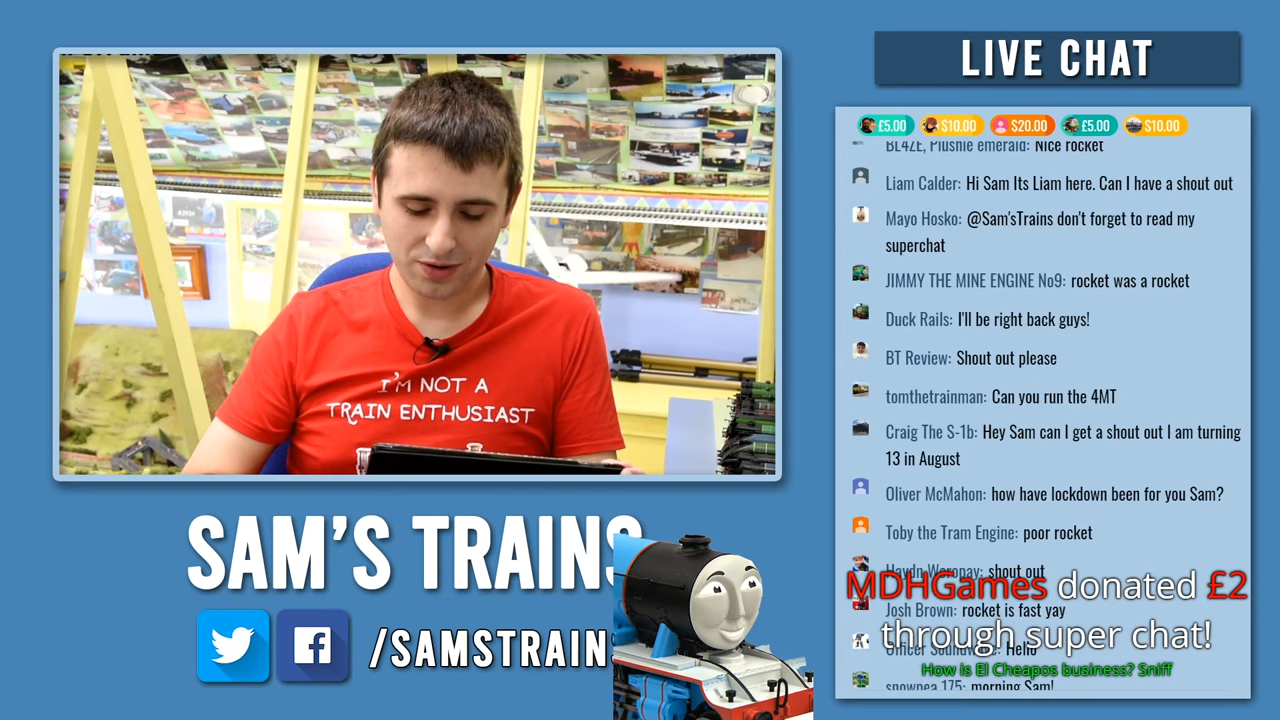 LIVE CHAT
£5.00 $10.00 $20.00 £5.00 $10.00
BL4ZE, Plushie emerald: Nice rocket
Liam Calder: Hi Sam Its Liam here. Can I have a shout out
Mayo Hosko: @Sam'sTrains don't forget to read my
superchat
JIMMY THE MINE ENGINE No9: rocket was a rocket
Duck Rails: I'll be right back guys!
BT Review: Shout out please
tomthetrainman: Can you run the 4MT
Craig The S-1b: Hey Sam can I get a shout out I am turning
13 in August
Oliver McMahon: how have lockdown been for you Sam?
Toby the Tram Engine: poor rocket
Haydn shout out
MDHGames donated £2
Josh Brown: rocket is fast yay
through super chat!
Officer Hello
How is El Cheapos business? Sniff
snowpea 175: morning Sam!
I'M NOT A
TRAIN ENTHUSIAST
SAM'S TRAINS
/SAMSTRAINS